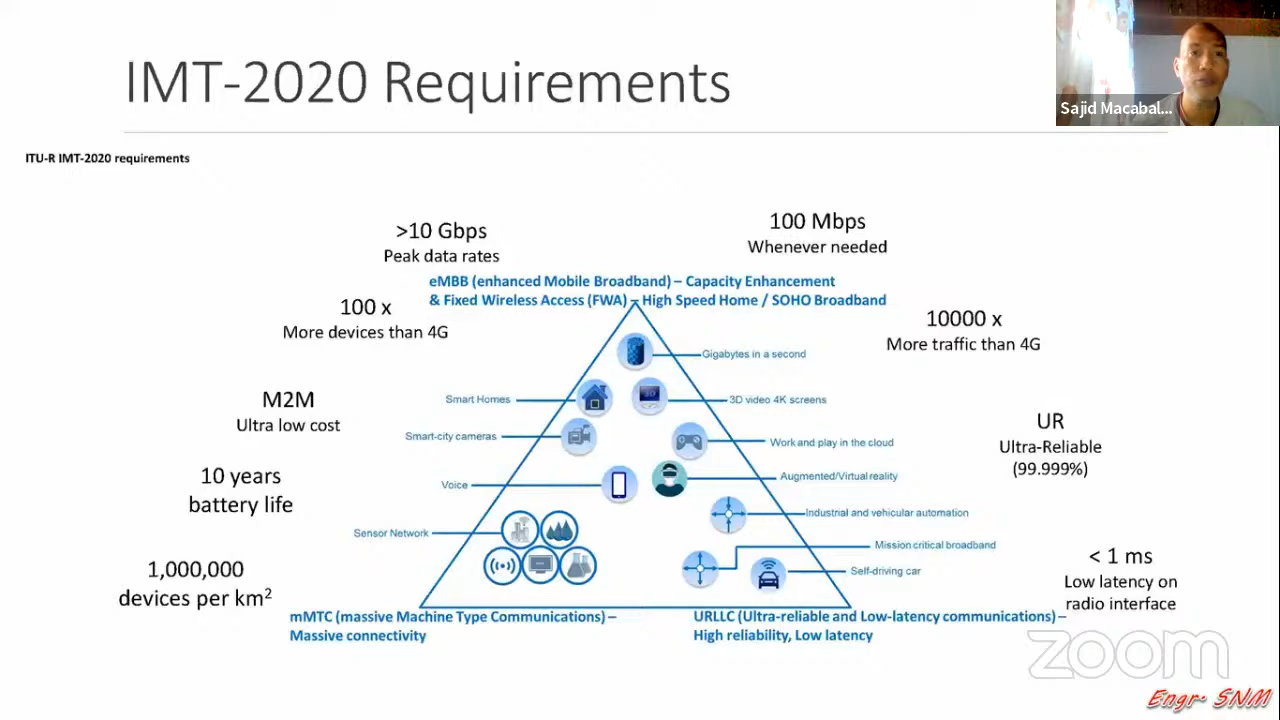 IMT-2020 Requirements
Sajid Macabal...
ITU-R IMT-2020 requirements
>10 Gbps
Peak data rates
100 Mbps
Whenever needed
eMBB (enhanced Mobile Broadband) – Capacity Enhancement
& Fixed Wireless Access (FWA) – High Speed Home / SOHO Broadband
100 x
More devices than 4G
10000 x
More traffic than 4G
Gigabytes in a second
Smart Homes
3D video 4K screens
M2M
Ultra low cost
Smart-city cameras
Work and play in the cloud
UR
Ultra-Reliable
(99.999%)
10 years
battery life
Voice
Augmented/Virtual reality
Industrial and vehicular automation
Sensor Network
Mission critical broadband
Self-driving car
1,000,000
devices per km²
< 1 ms
Low latency on
radio interface
mMTC (massive Machine Type Communications) –
Massive connectivity
URLLC (Ultra-reliable and Low-latency communications) –
High reliability, Low latency
zoom
Engr. SNM